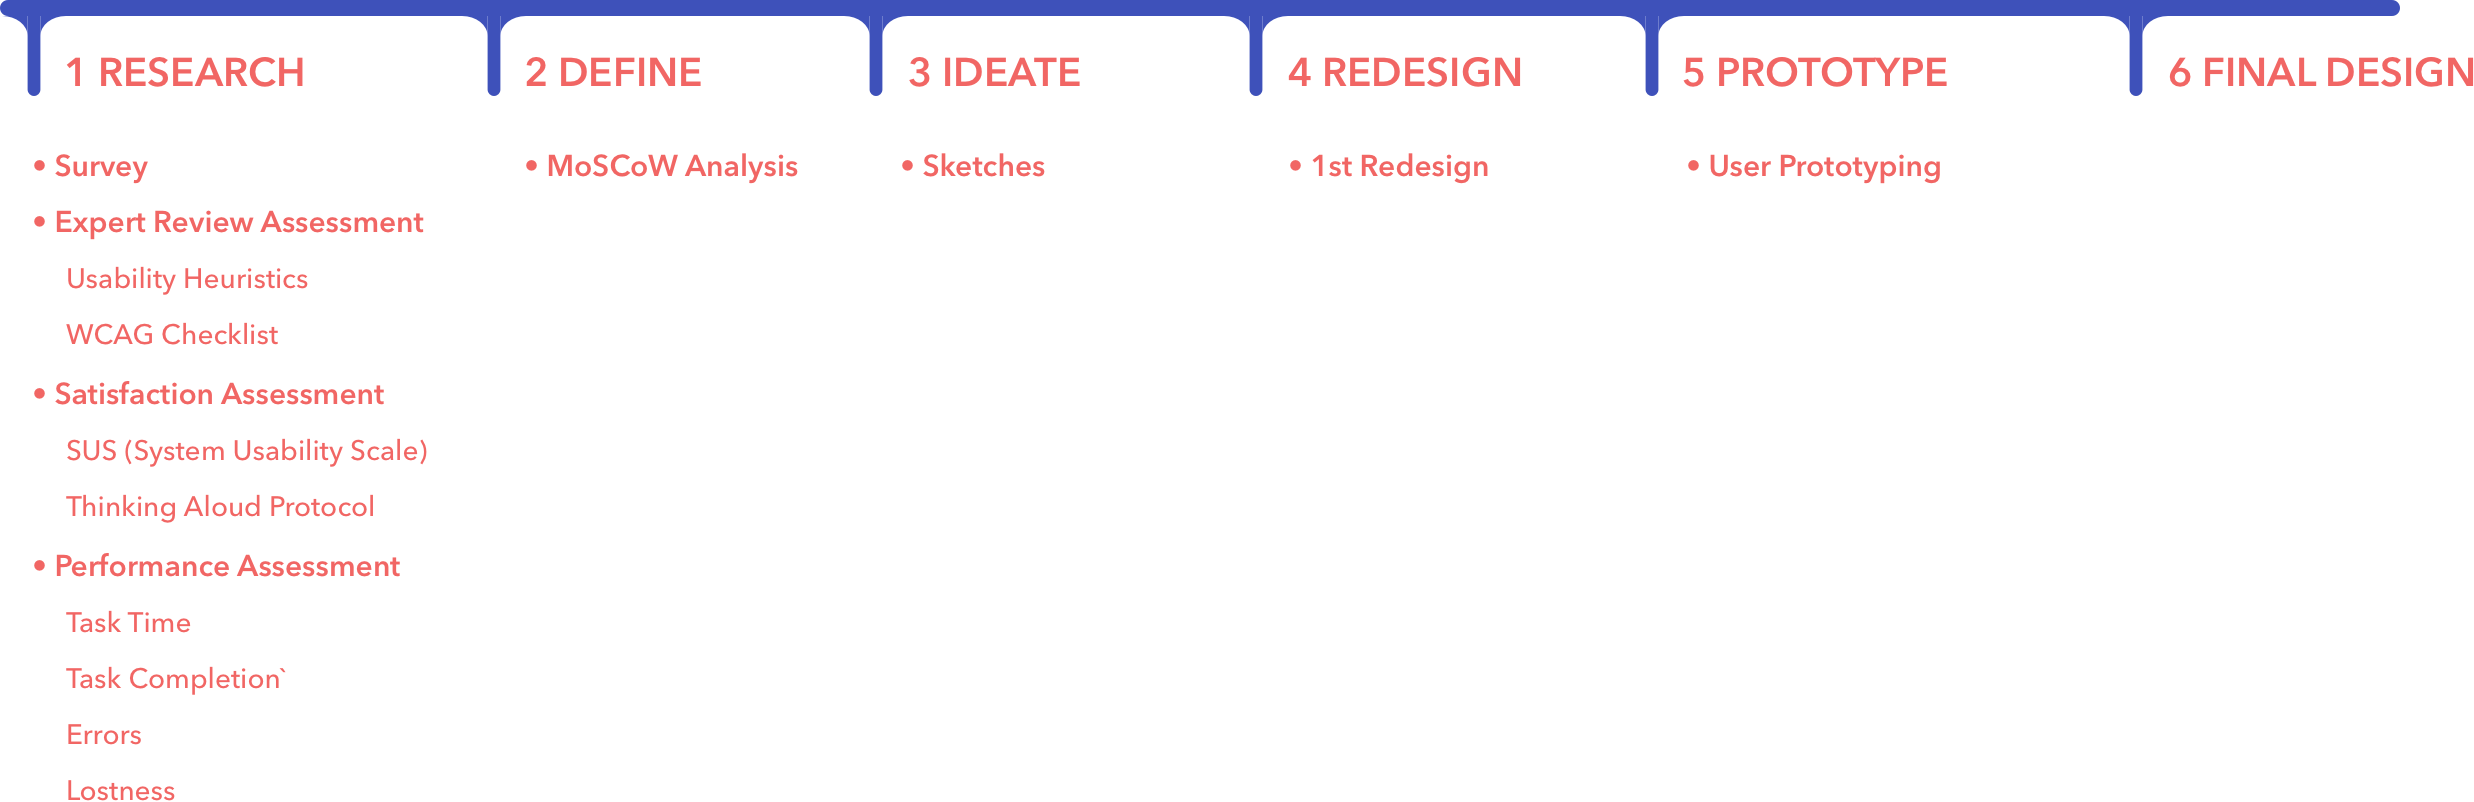 1 RESEARCH
2 DEFINE
3 IDEATE
4 REDESIGN
5 PROTOTYPE
6 FINAL DESIGN
• Survey
• Expert Review Assessment
Usability Heuristics
WCAG Checklist
• Satisfaction Assessment
SUS (System Usability Scale)
Thinking Aloud Protocol
• Performance Assessment
Task Time
Task Completion`
Errors
Lostness
• MoSCoW Analysis
• Sketches
• 1st Redesign
• User Prototyping